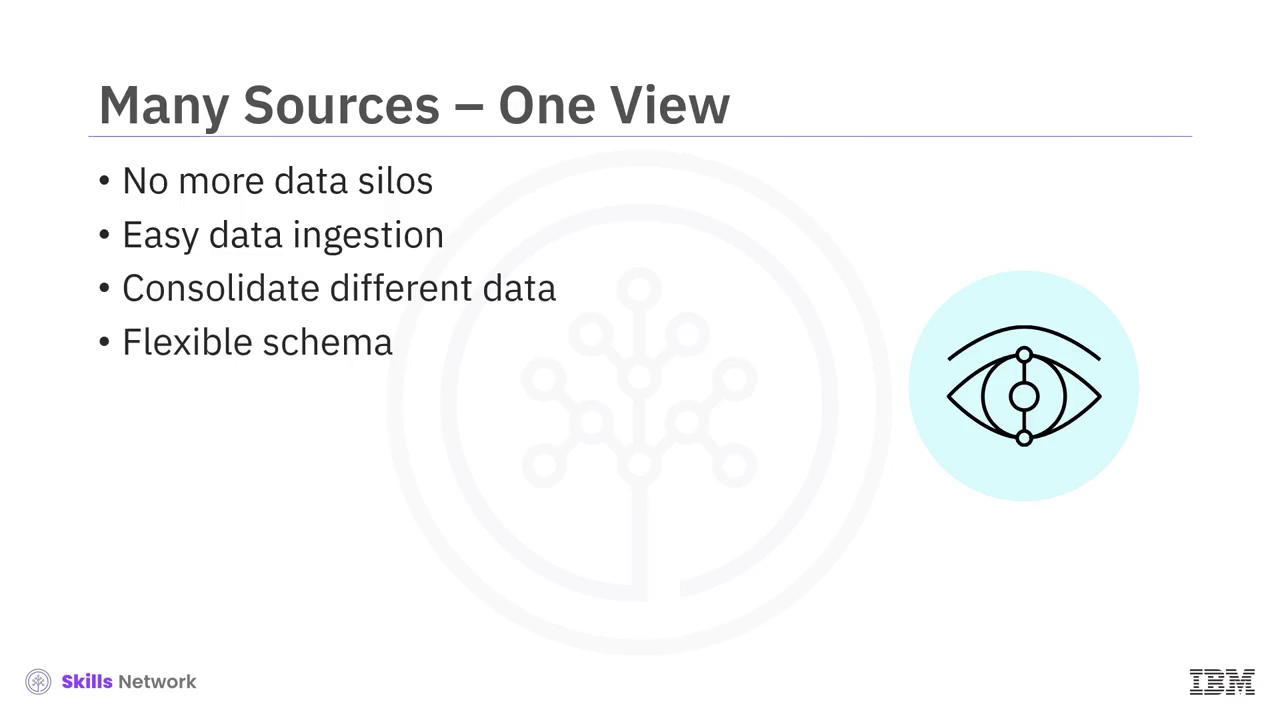 Many Sources – One View
• No more data silos
• Easy data ingestion
• Consolidate different data
• Flexible schema
Skills Network
IBM